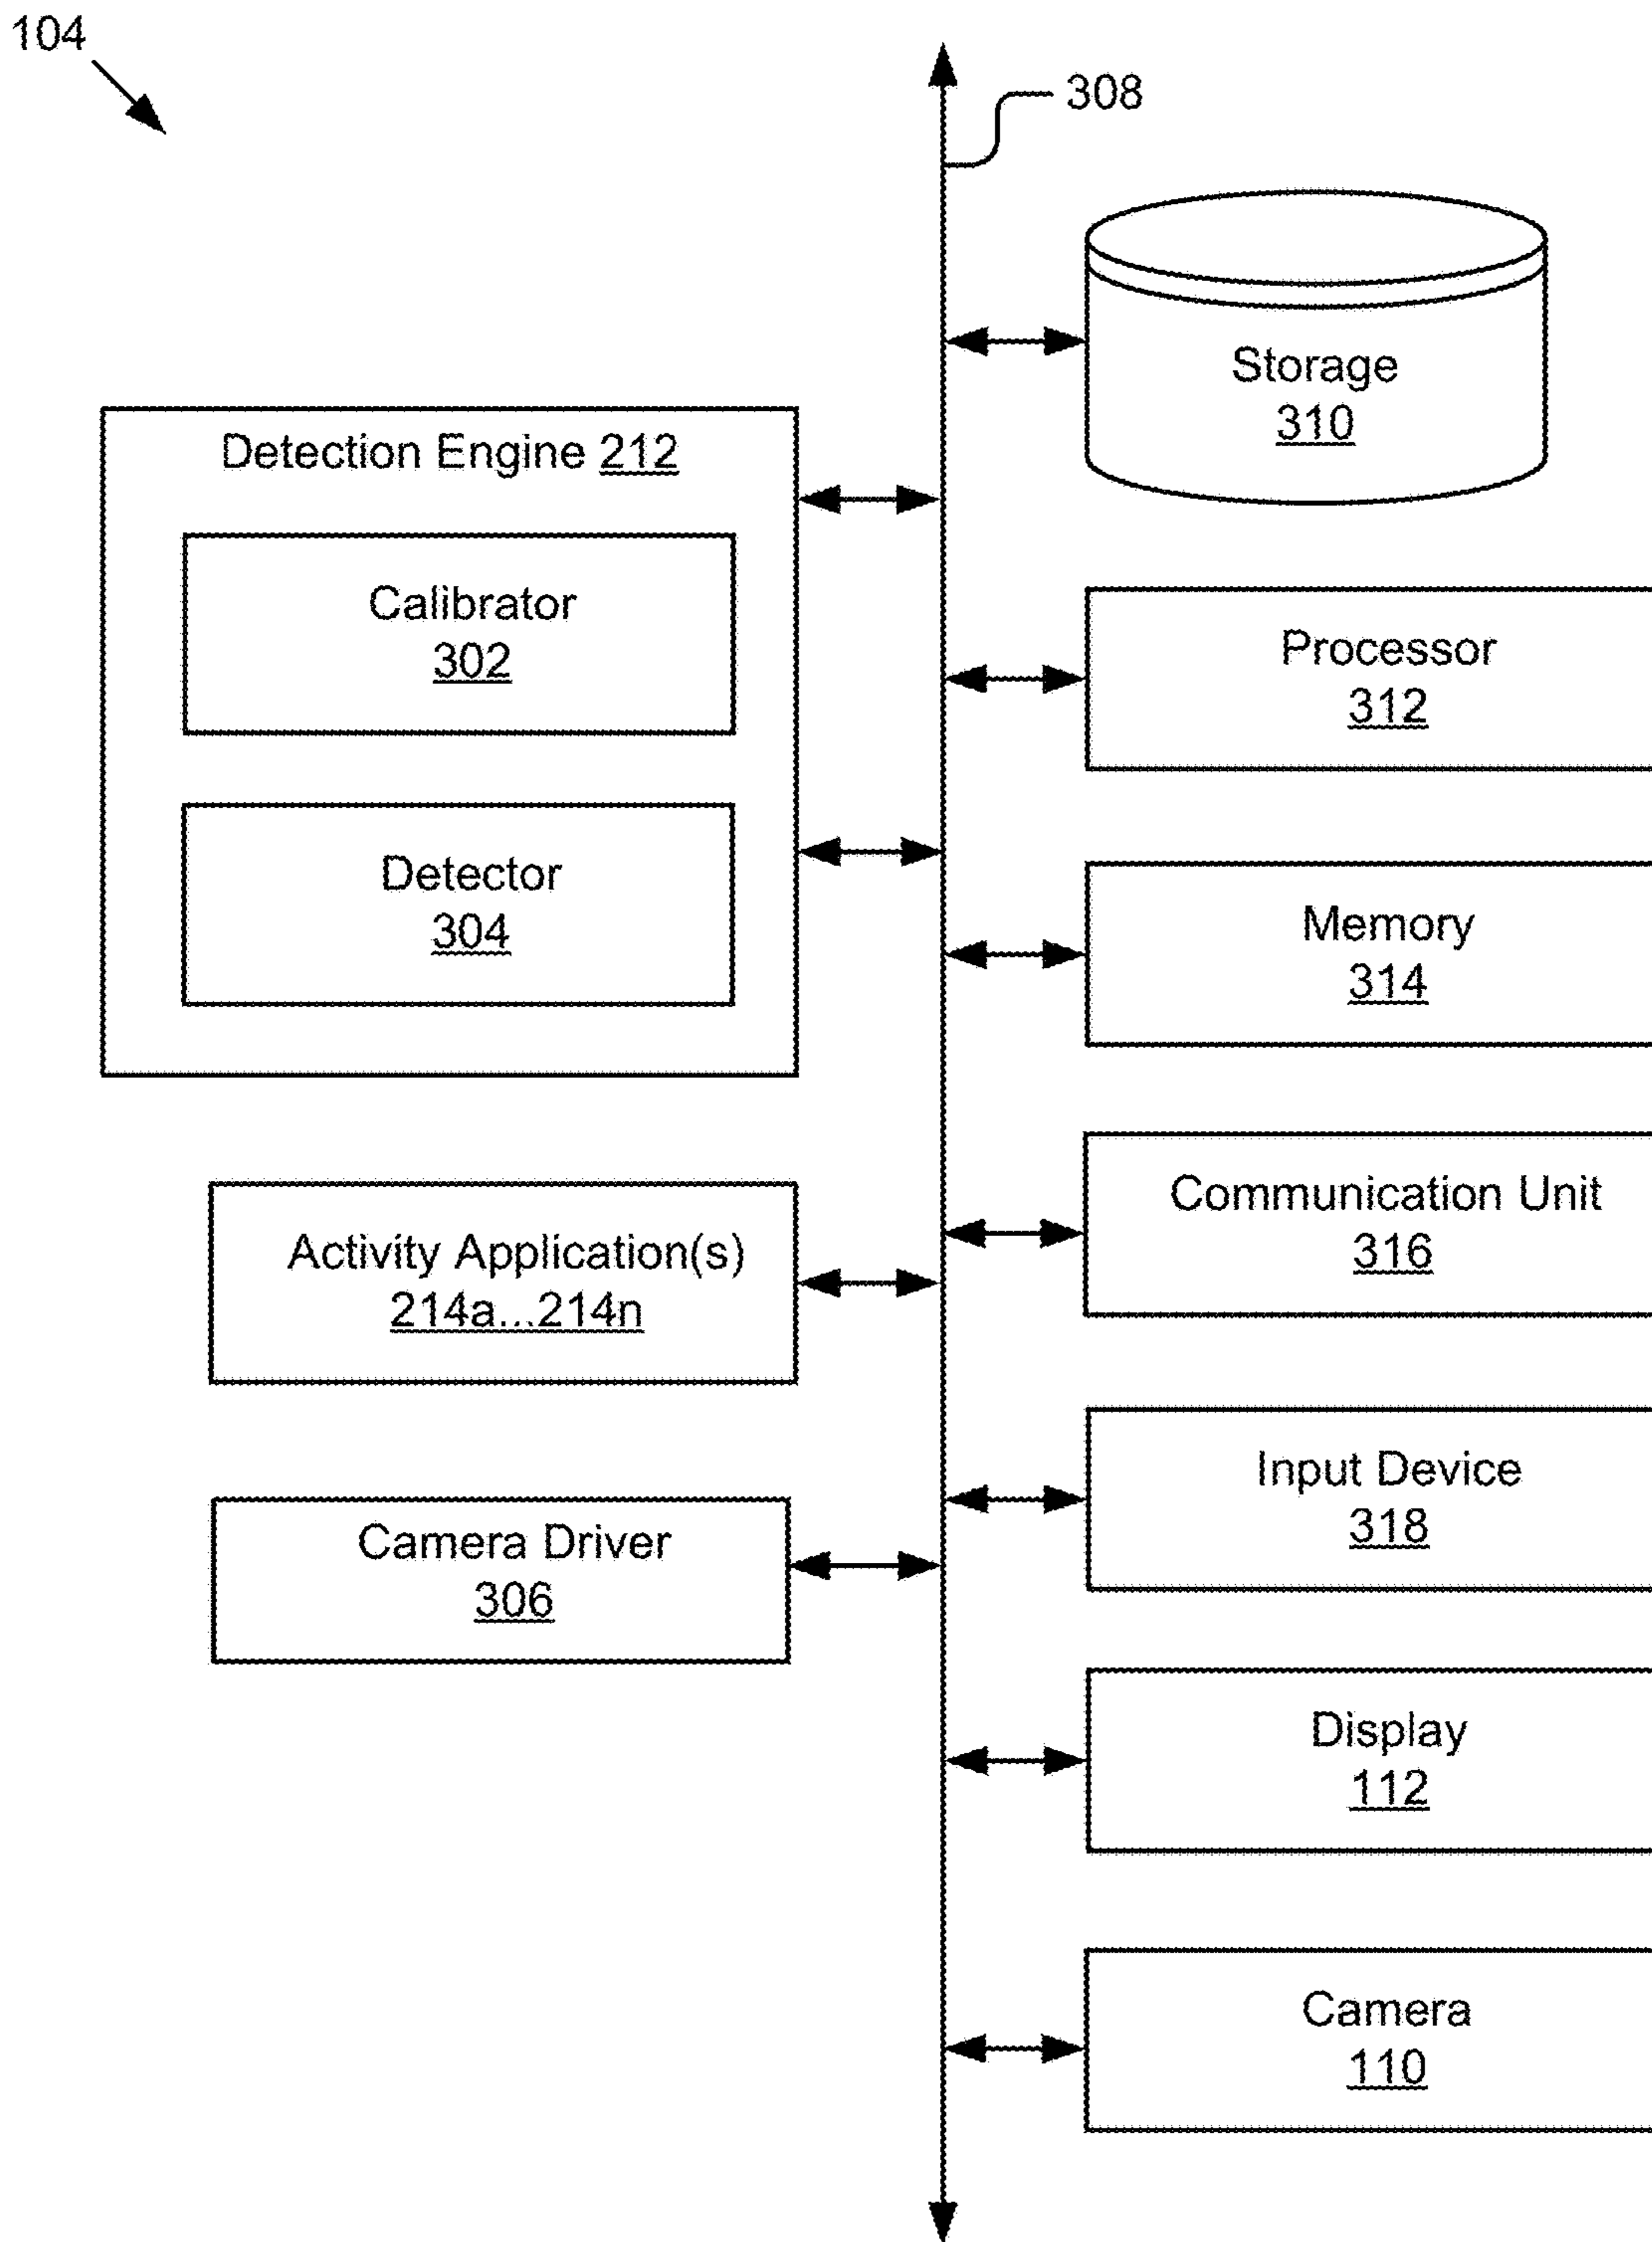 104
308
Storage
310
Detection Engine 212
Calibrator
302
Processor
312
Detector
304
Memory
314
Communication Unit
316
Activity Application(s)
214a...214n
Input Device
318
Camera Driver
306
Display
112
Camera
110